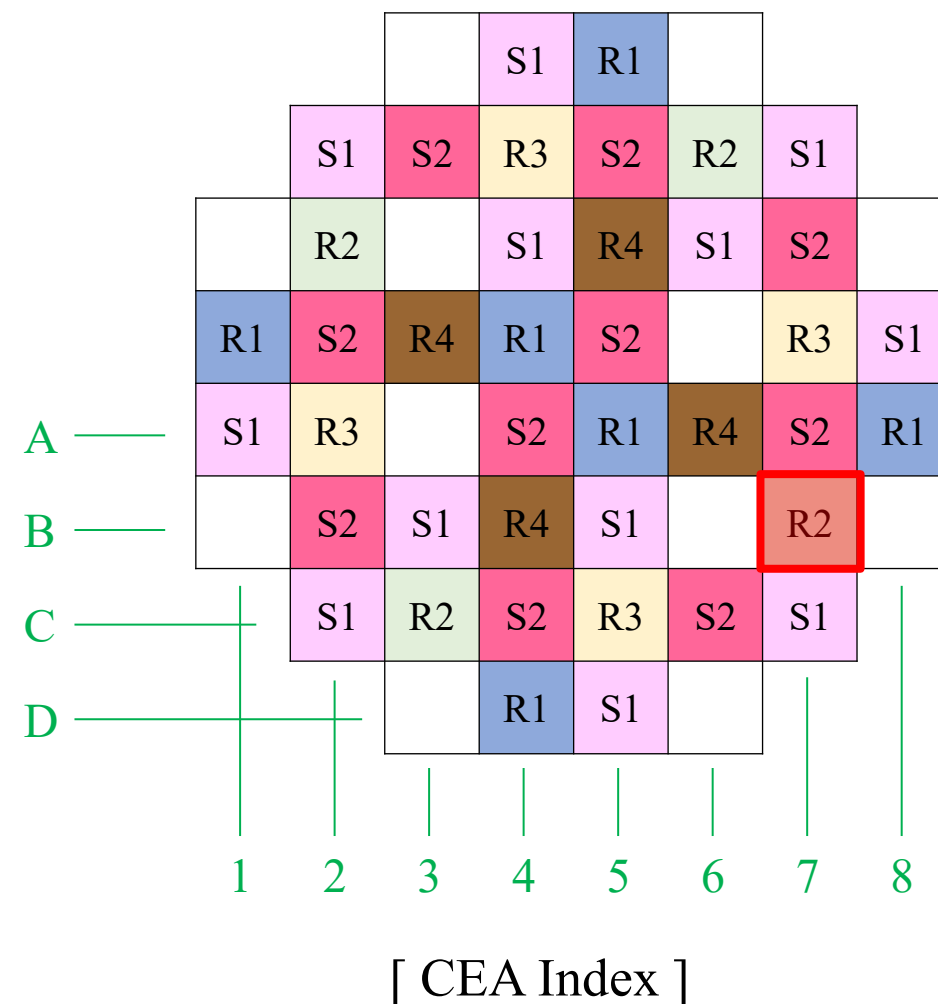 S1 R1
S1 S2 R3 S2 R2 S1
R2 S1 R4 S1 S2
R1 S2 R4 R1 S2 R3 S1
A S1 R3 S2 R1 R4 S2 R1
B S2 S1 R4 S1 R2
C S1 R2 S2 R3 S2 S1
D R1 S1
1 2 3 4 5 6 7 8
[ CEA Index ]